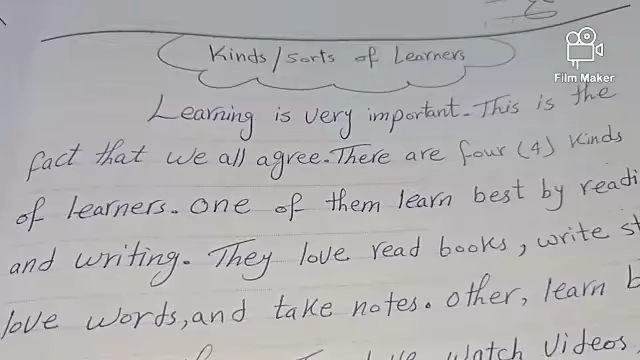 Kinds/Sorts of Learners
Film Maker
Learning is very important. This is the
fact that we all agree. There are four (4) kinds
of learners. One of them learn best by readi
and writing. They love read books, write st
love words, and take notes. Other, learn b
watch videos